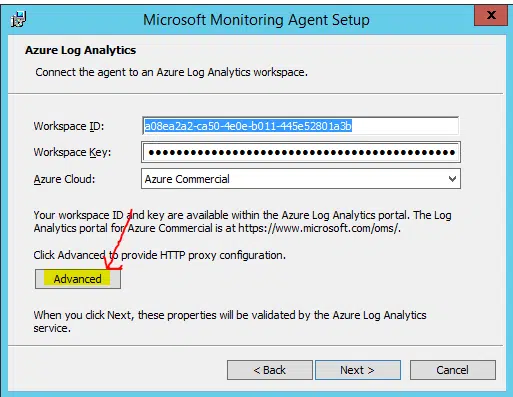 Microsoft Monitoring Agent Setup
x
Azure Log Analytics
Connect the agent to an Azure Log Analytics workspace.
Workspace ID: a08ea2a2-ca50-4e0e-b011-445e52801a3b
Workspace Key: ●●●●●●●●●●●●●●●●●●●●●●●●●●●●●●●●●●●●●●●●●●●●
Azure Cloud: Azure Commercial
Your workspace ID and key are available within the Azure Log Analytics portal. The Log
Analytics portal for Azure Commercial is at https://www.microsoft.com/oms/.
Click Advanced to provide HTTP proxy configuration.
Advanced
When you click Next, these properties will be validated by the Azure Log Analytics
service.
< Back Next > Cancel